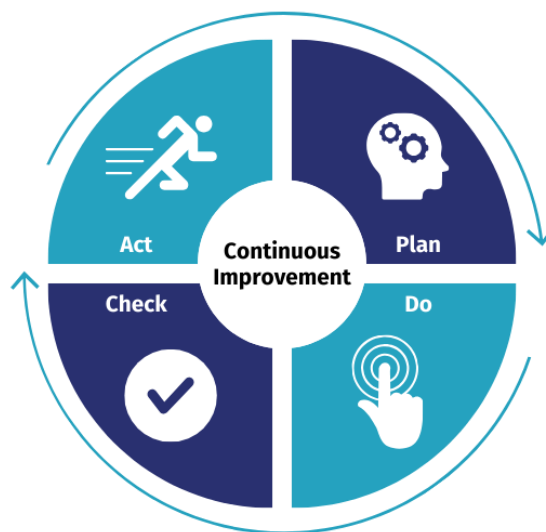 Act
Plan
Continuous
Improvement
Check
Do